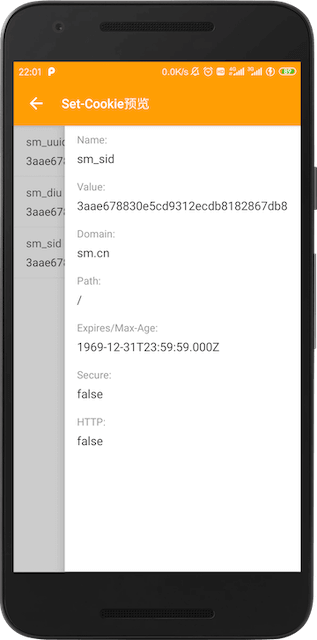 22:01 P 0.0K/s 87
Set-Cookie预览
sm_uuid
3aae678
sm_diu
3aae678
sm_sid
3aae678
Name:
sm_sid
Value:
3aae678830e5cd9312ecdb8182867db8
Domain:
sm.cn
Path:
/
Expires/Max-Age:
1969-12-31T23:59:59.000Z
Secure:
false
HTTP:
false